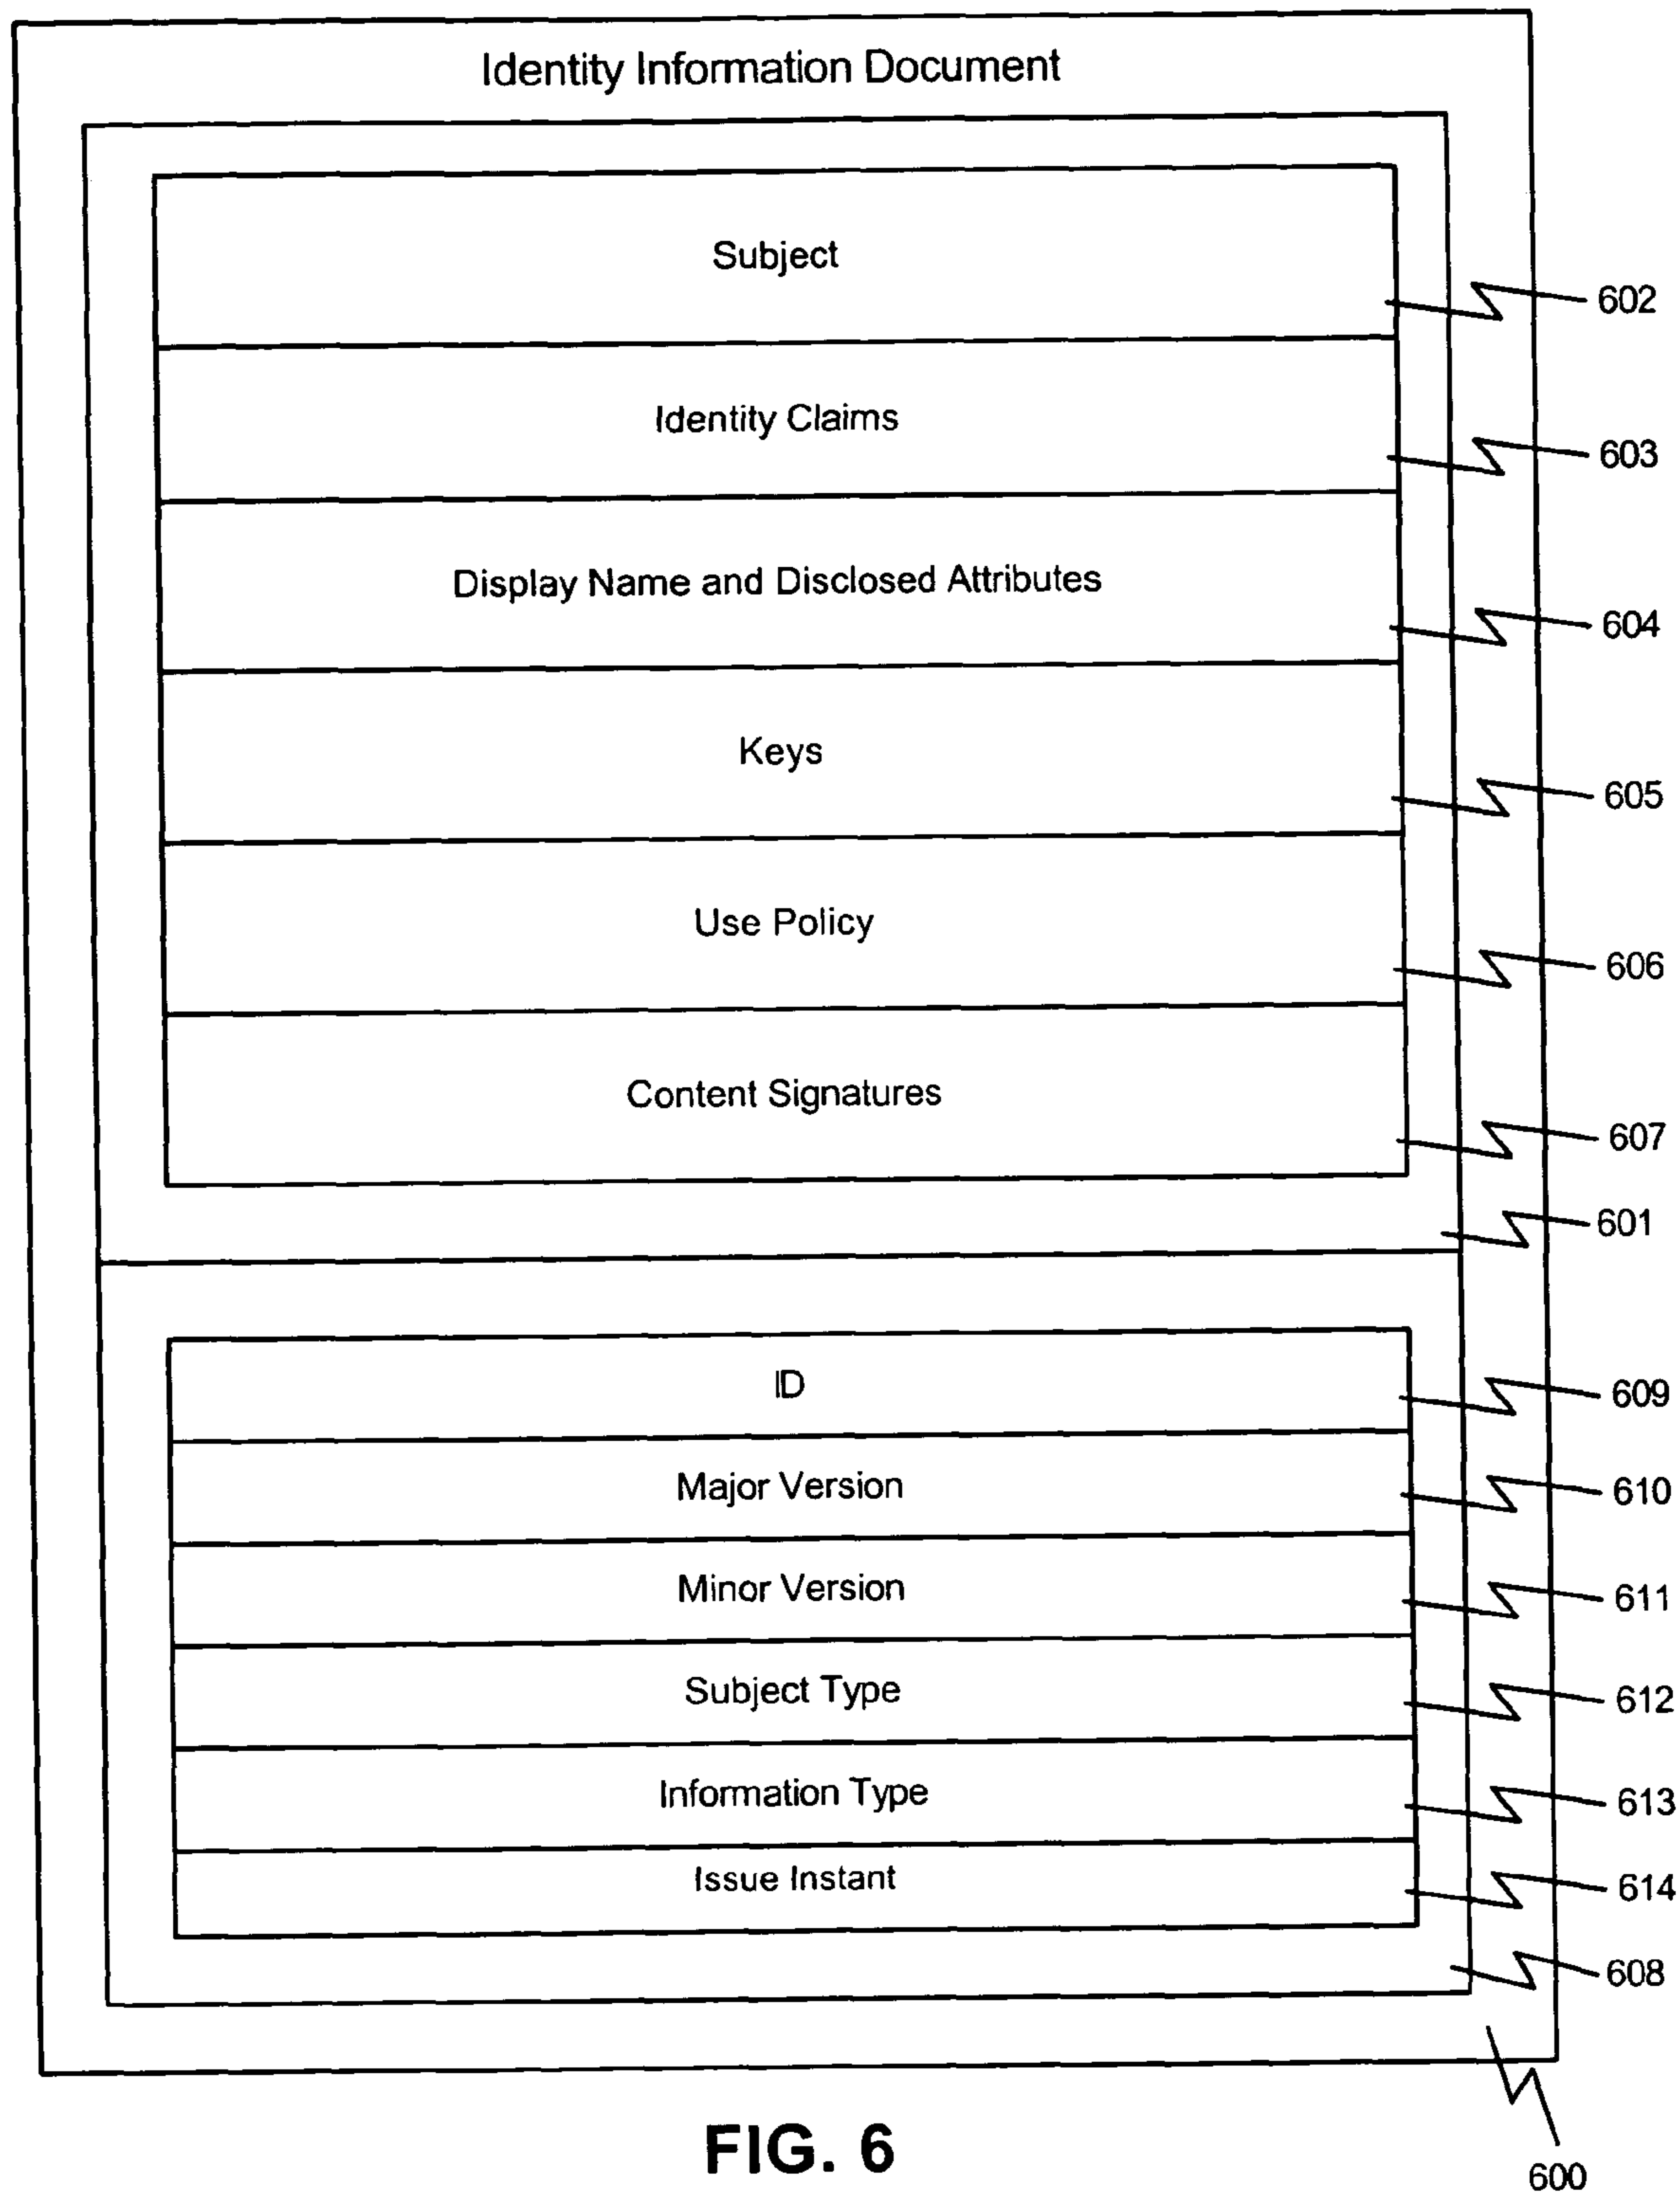 Identity Information Document
Subject
602
Identity Claims
603
Display Name and Disclosed Attributes
604
Keys
605
Use Policy
606
Content Signatures
607
601
ID
609
Major Version
610
Minor Version
611
Subject Type
612
Information Type
613
Issue Instant
614
608
FIG. 6
600